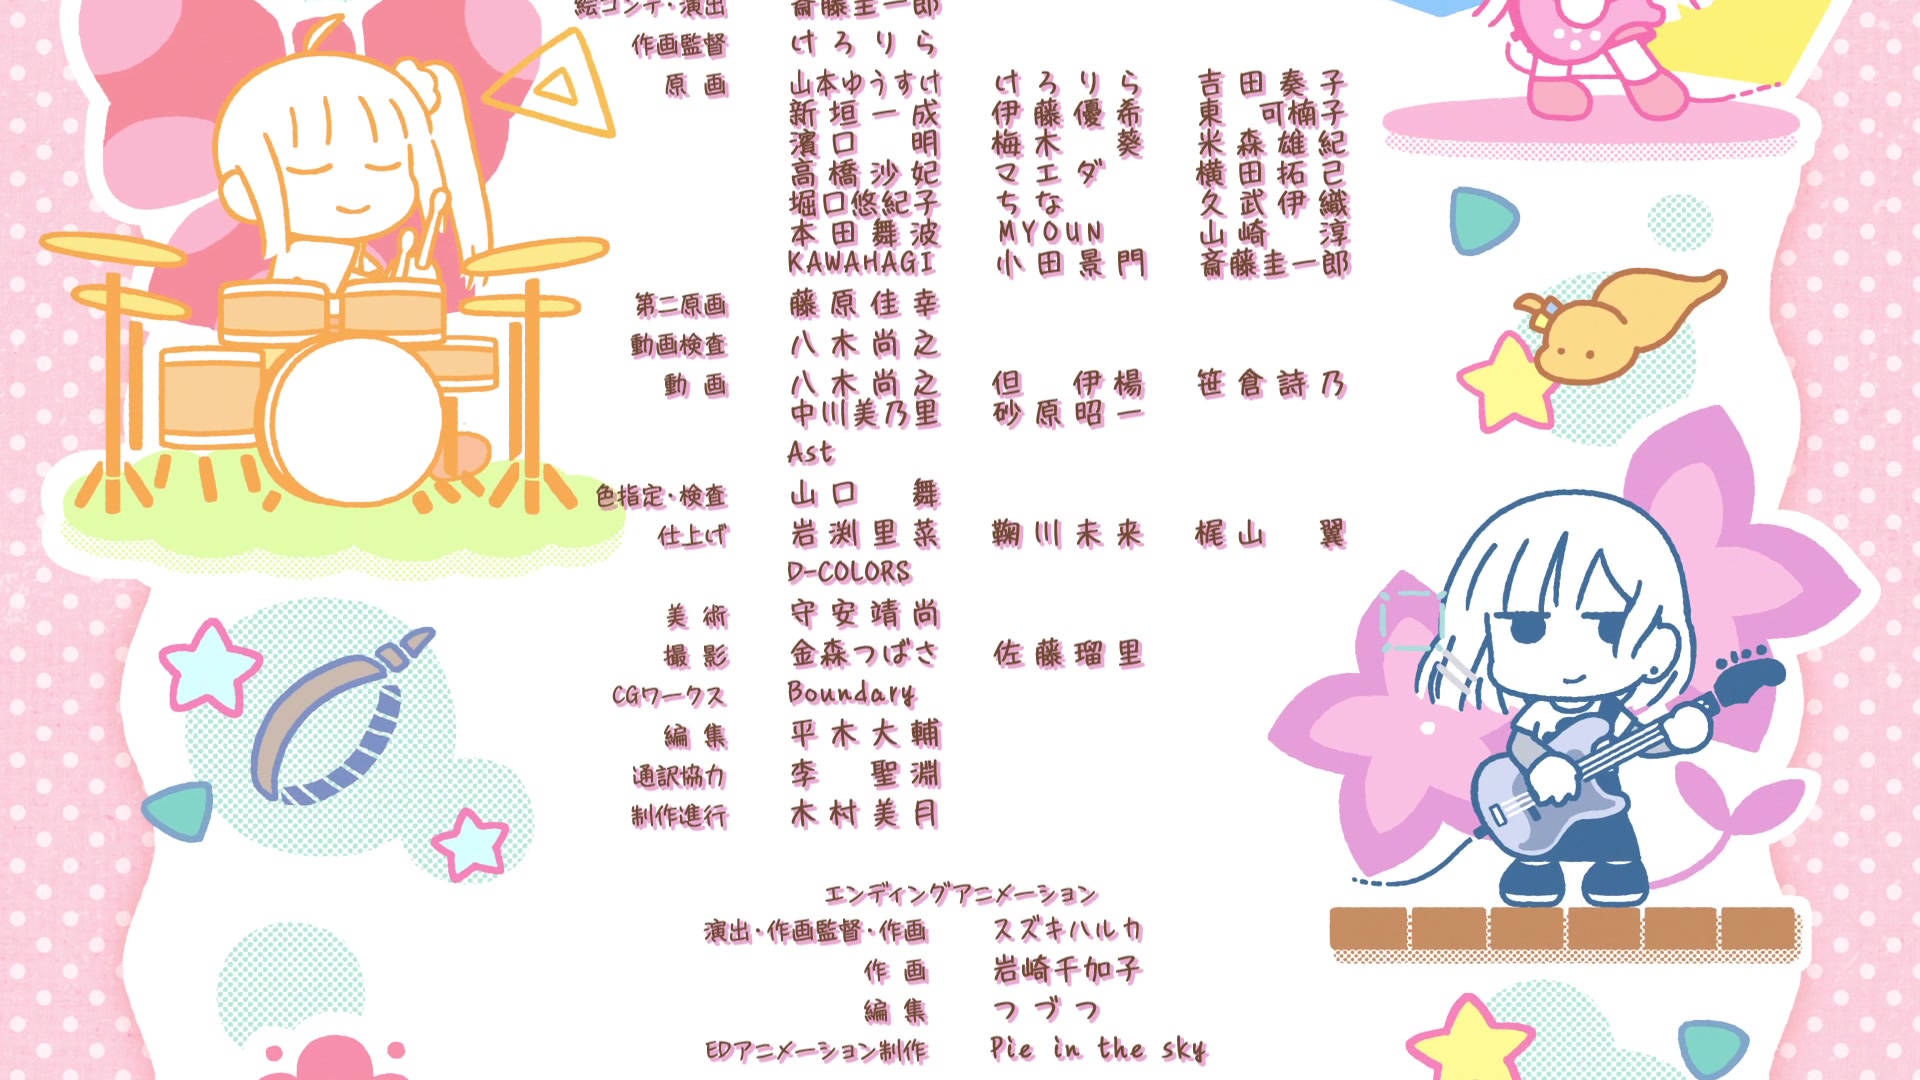 絵コンテ・演出 斎藤圭一郎
作画監督 けろりら
原画 山本ゆうすけ けろりら 吉田奏子
新垣一成 伊藤優希 東 可楠子
濱口 明 梅木 葵 米森雄紀
高橋沙妃 マエダ 横田拓己
堀口悠紀子 ちな 久武伊織
本田舞波 MYOUN 山崎 淳
KAWAHAGI 小田景門 斎藤圭一郎
第二原画 藤原佳幸
動画検査 八木尚之
動画 八木尚之 但 伊楊 笹倉詩乃
中川美乃里 砂原昭一
Ast
色指定・検査 山口 舞
仕上げ 岩渕里菜 鞠川未来 梶山 翼
D-COLORS
美術 守安靖尚
撮影 金森つばさ 佐藤瑠里
CGワークス Boundary
編集 平木大輔
通訳協力 李 聖淵
制作進行 木村美月
エンディングアニメーション
演出・作画監督・作画 スズキハルカ
作画 岩崎千加子
編集 つづつ
EDアニメーション制作 Pie in the sky